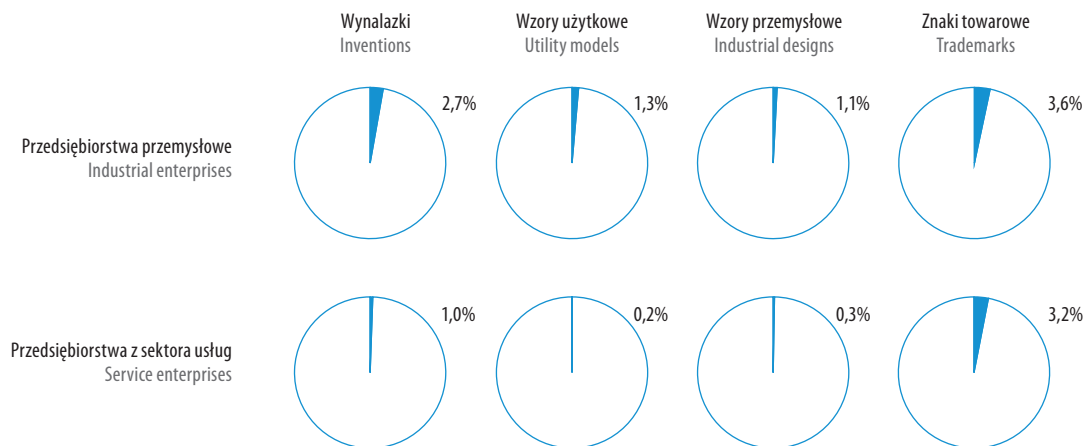 Wynalazki
Inventions
Wzory użytkowe
Utility models
Wzory przemysłowe
Industrial designs
Znaki towarowe
Trademarks
Przedsiębiorstwa przemysłowe
Industrial enterprises
2,7%
1,3%
1,1%
3,6%
Przedsiębiorstwa z sektora usług
Service enterprises
1,0%
0,2%
0,3%
3,2%